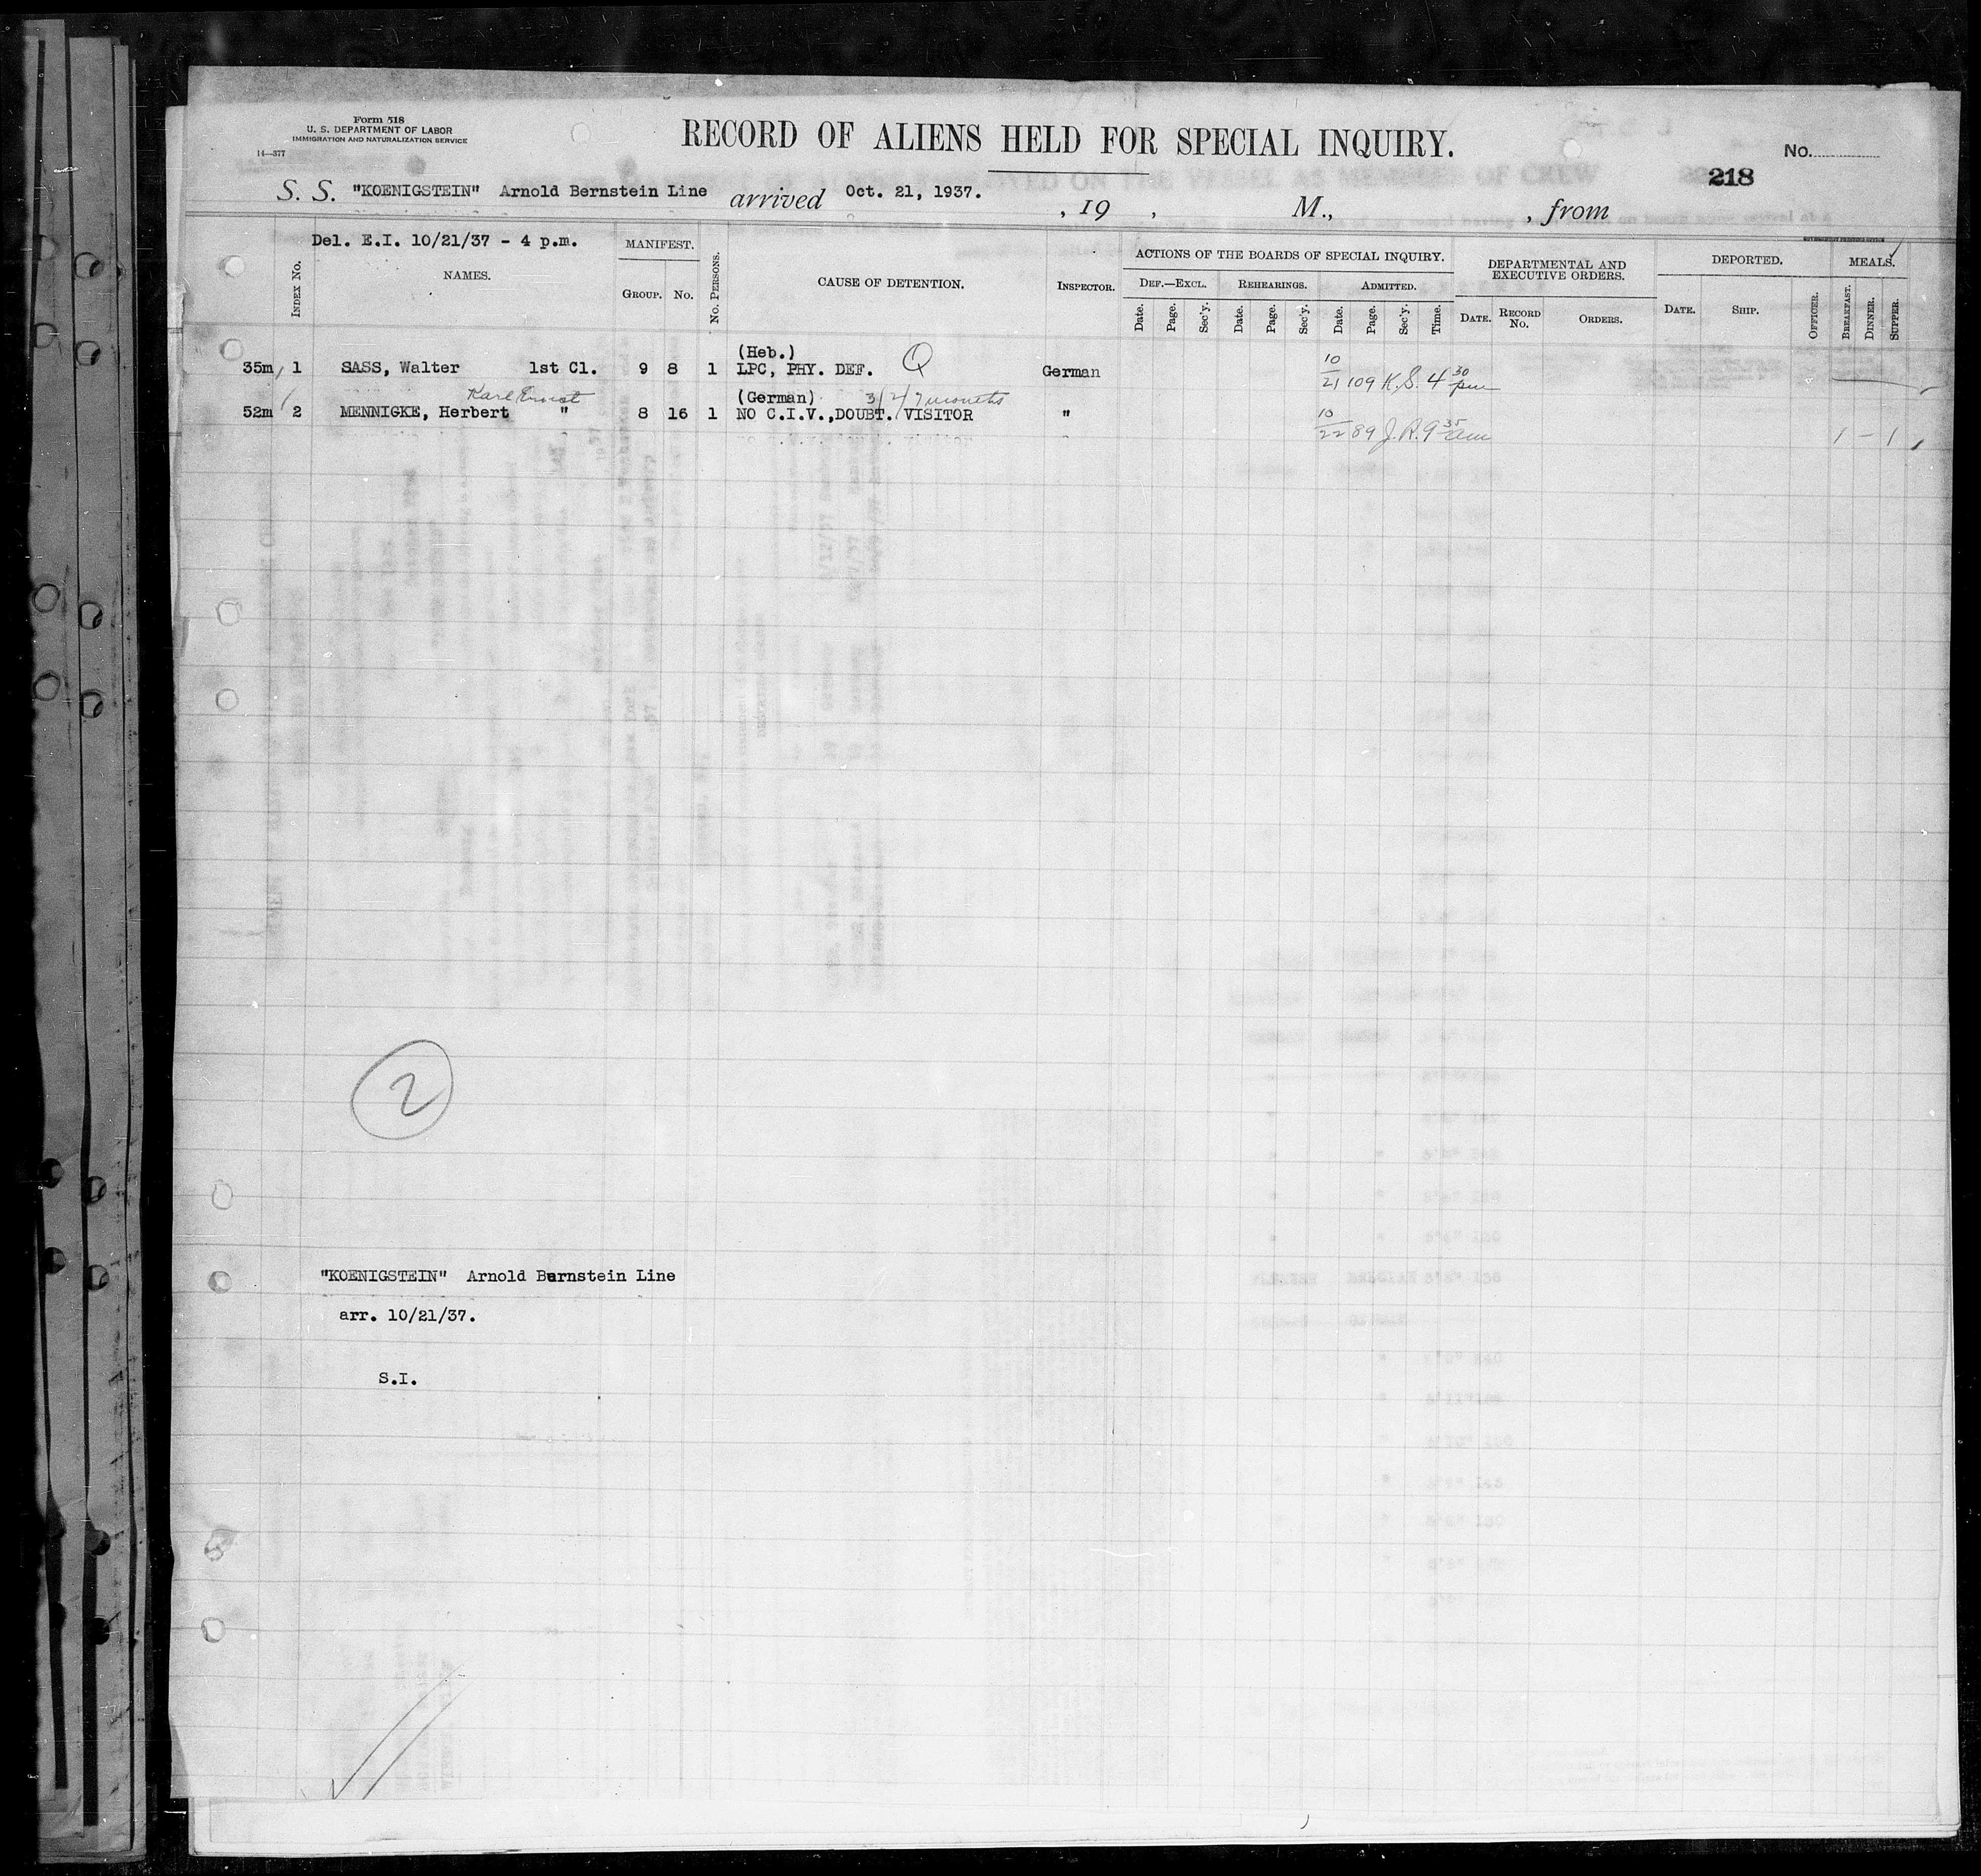 Form 518
U. S. DEPARTMENT OF LABOR
IMMIGRATION AND NATURALIZATION SERVICE
14—377
RECORD OF ALIENS HELD FOR SPECIAL INQUIRY.
No.
218
S. S. "KOENIGSTEIN" Arnold Bernstein Line arrived Oct. 21, 1937. , 19 , M., , from
Del. E.I. 10/21/37 - 4 p.m.
INDEX No. NAMES. MANIFEST. GROUP. No. No. PERSONS. CAUSE OF DETENTION. INSPECTOR.
ACTIONS OF THE BOARDS OF SPECIAL INQUIRY.
DEF.—EXCL. REHEARINGS. ADMITTED.
Date. Page. Sec'y. Date. Page. Sec'y. Date. Page. Sec'y. Time.
DEPARTMENTAL AND EXECUTIVE ORDERS.
DATE. RECORD No. ORDERS.
DEPORTED.
DATE. SHIP. OFFICER.
MEALS.
BREAKFAST. DINNER. SUPPER.
(Heb.)
35m 1 SASS, Walter 1st Cl. 9 8 1 LPC, PHY. DEF. Q German 10/21 109 K.S. 4 30 pm
Karl Ernst (German) 3/4 7 months
52m 2 MENNIGKE, Herbert " 8 16 1 NO C.I.V.,DOUBT. VISITOR " 10/22 89 J.R. 9 35 am 1 - 1
2
"KOENIGSTEIN" Arnold Bernstein Line
arr. 10/21/37.
S.I.